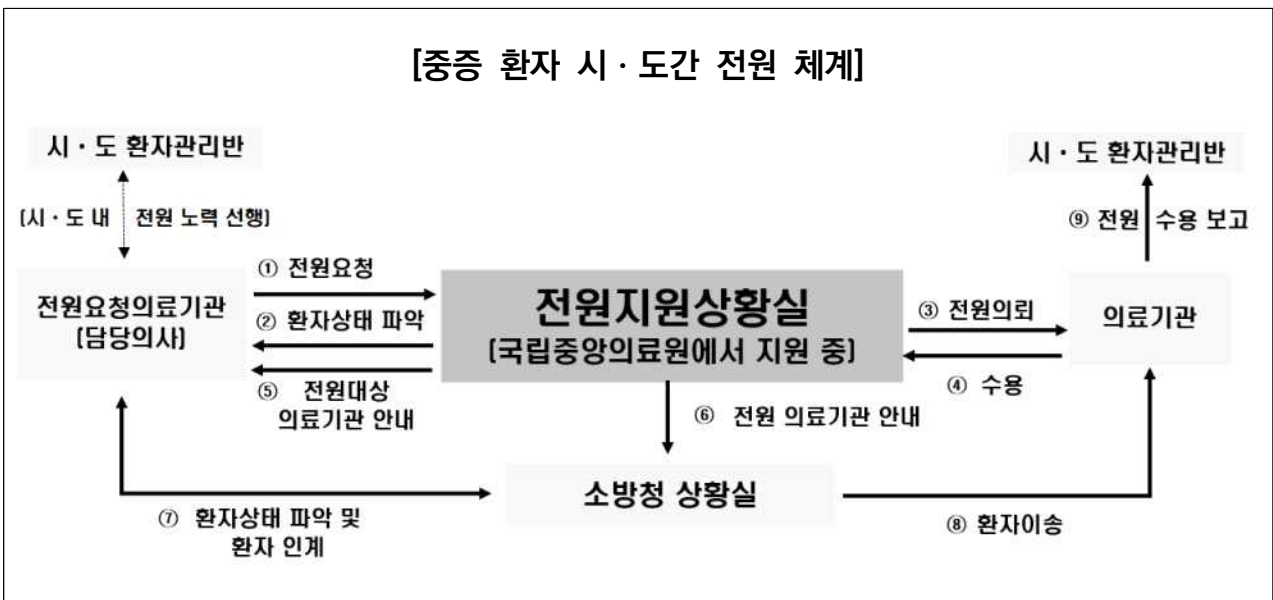 [중증 환자 시·도간 전원 체계]
시·도 환자관리반
시·도 환자관리반
[시·도 내 전원 노력 선행]
⑨ 전원 수용 보고
① 전원요청
전원요청의료기관
[담당의사]
② 환자상태 파악
전원지원상황실
[국립중앙의료원에서 지원 중]
③ 전원의뢰
의료기관
④ 수용
⑤ 전원대상
의료기관 안내
⑥ 전원 의료기관 안내
소방청 상황실
⑦ 환자상태 파악 및
환자 인계
⑧ 환자이송